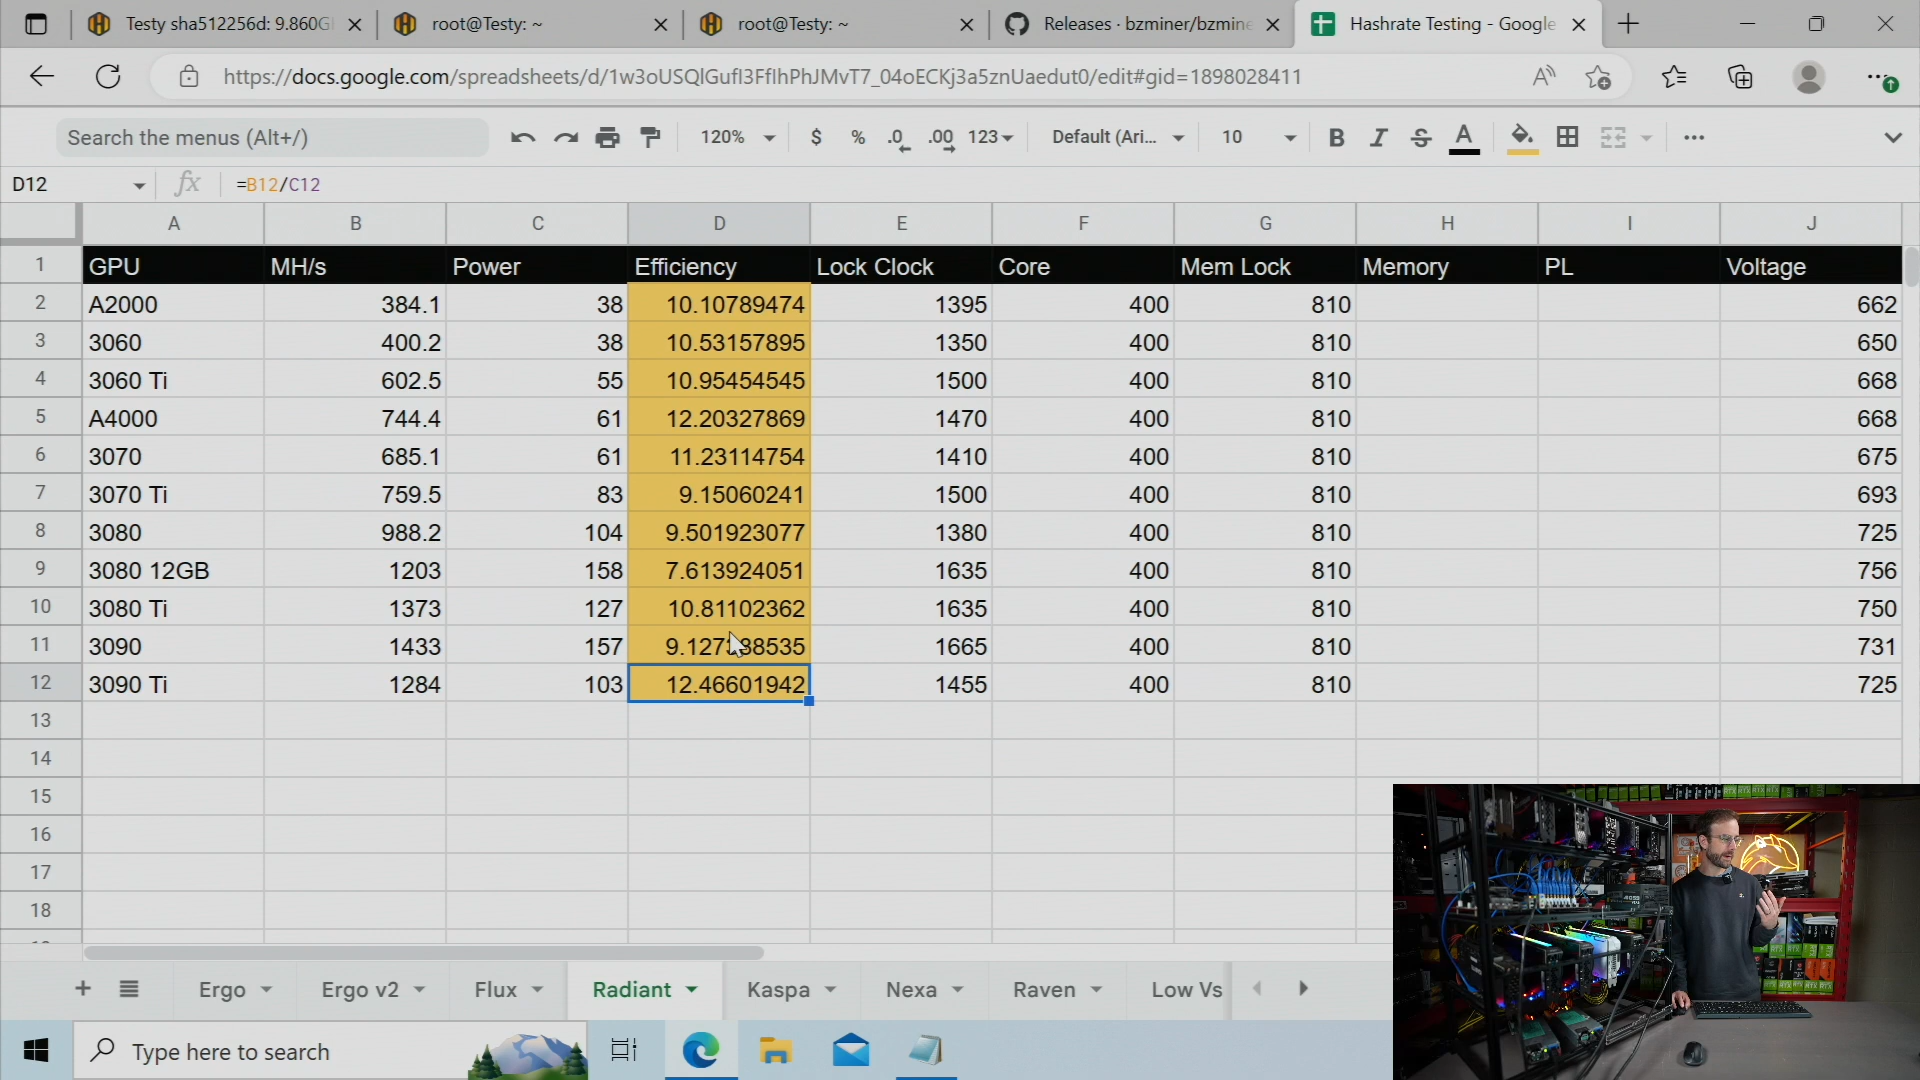 Testy sha512256d: 9.860G
root@Testy: ~
root@Testy: ~
Releases · bzminer/bzmine
Hashrate Testing - Google
https://docs.google.com/spreadsheets/d/1w3oUSQlGufl3FflhPhJMvT7_04oECKj3a5znUaedut0/edit#gid=1898028411
Search the menus (Alt+/) 120% $ % .0 .00 123 Default (Ari... 10 B I S A
D12 fx =B12/C12
A B C D E F G H I J
1 GPU MH/s Power Efficiency Lock Clock Core Mem Lock Memory PL Voltage
2 A2000 384.1 38 10.10789474 1395 400 810 662
3 3060 400.2 38 10.53157895 1350 400 810 650
4 3060 Ti 602.5 55 10.95454545 1500 400 810 668
5 A4000 744.4 61 12.20327869 1470 400 810 668
6 3070 685.1 61 11.23114754 1410 400 810 675
7 3070 Ti 759.5 83 9.15060241 1500 400 810 693
8 3080 988.2 104 9.501923077 1380 400 810 725
9 3080 12GB 1203 158 7.613924051 1635 400 810 756
10 3080 Ti 1373 127 10.81102362 1635 400 810 750
11 3090 1433 157 1665 400 810 731
12 3090 Ti 1284 103 12.46601942 1455 400 810 725
13
14
15
16
17
18
+ Ergo Ergo v2 Flux Radiant Kaspa Nexa Raven Low Vs
Type here to search